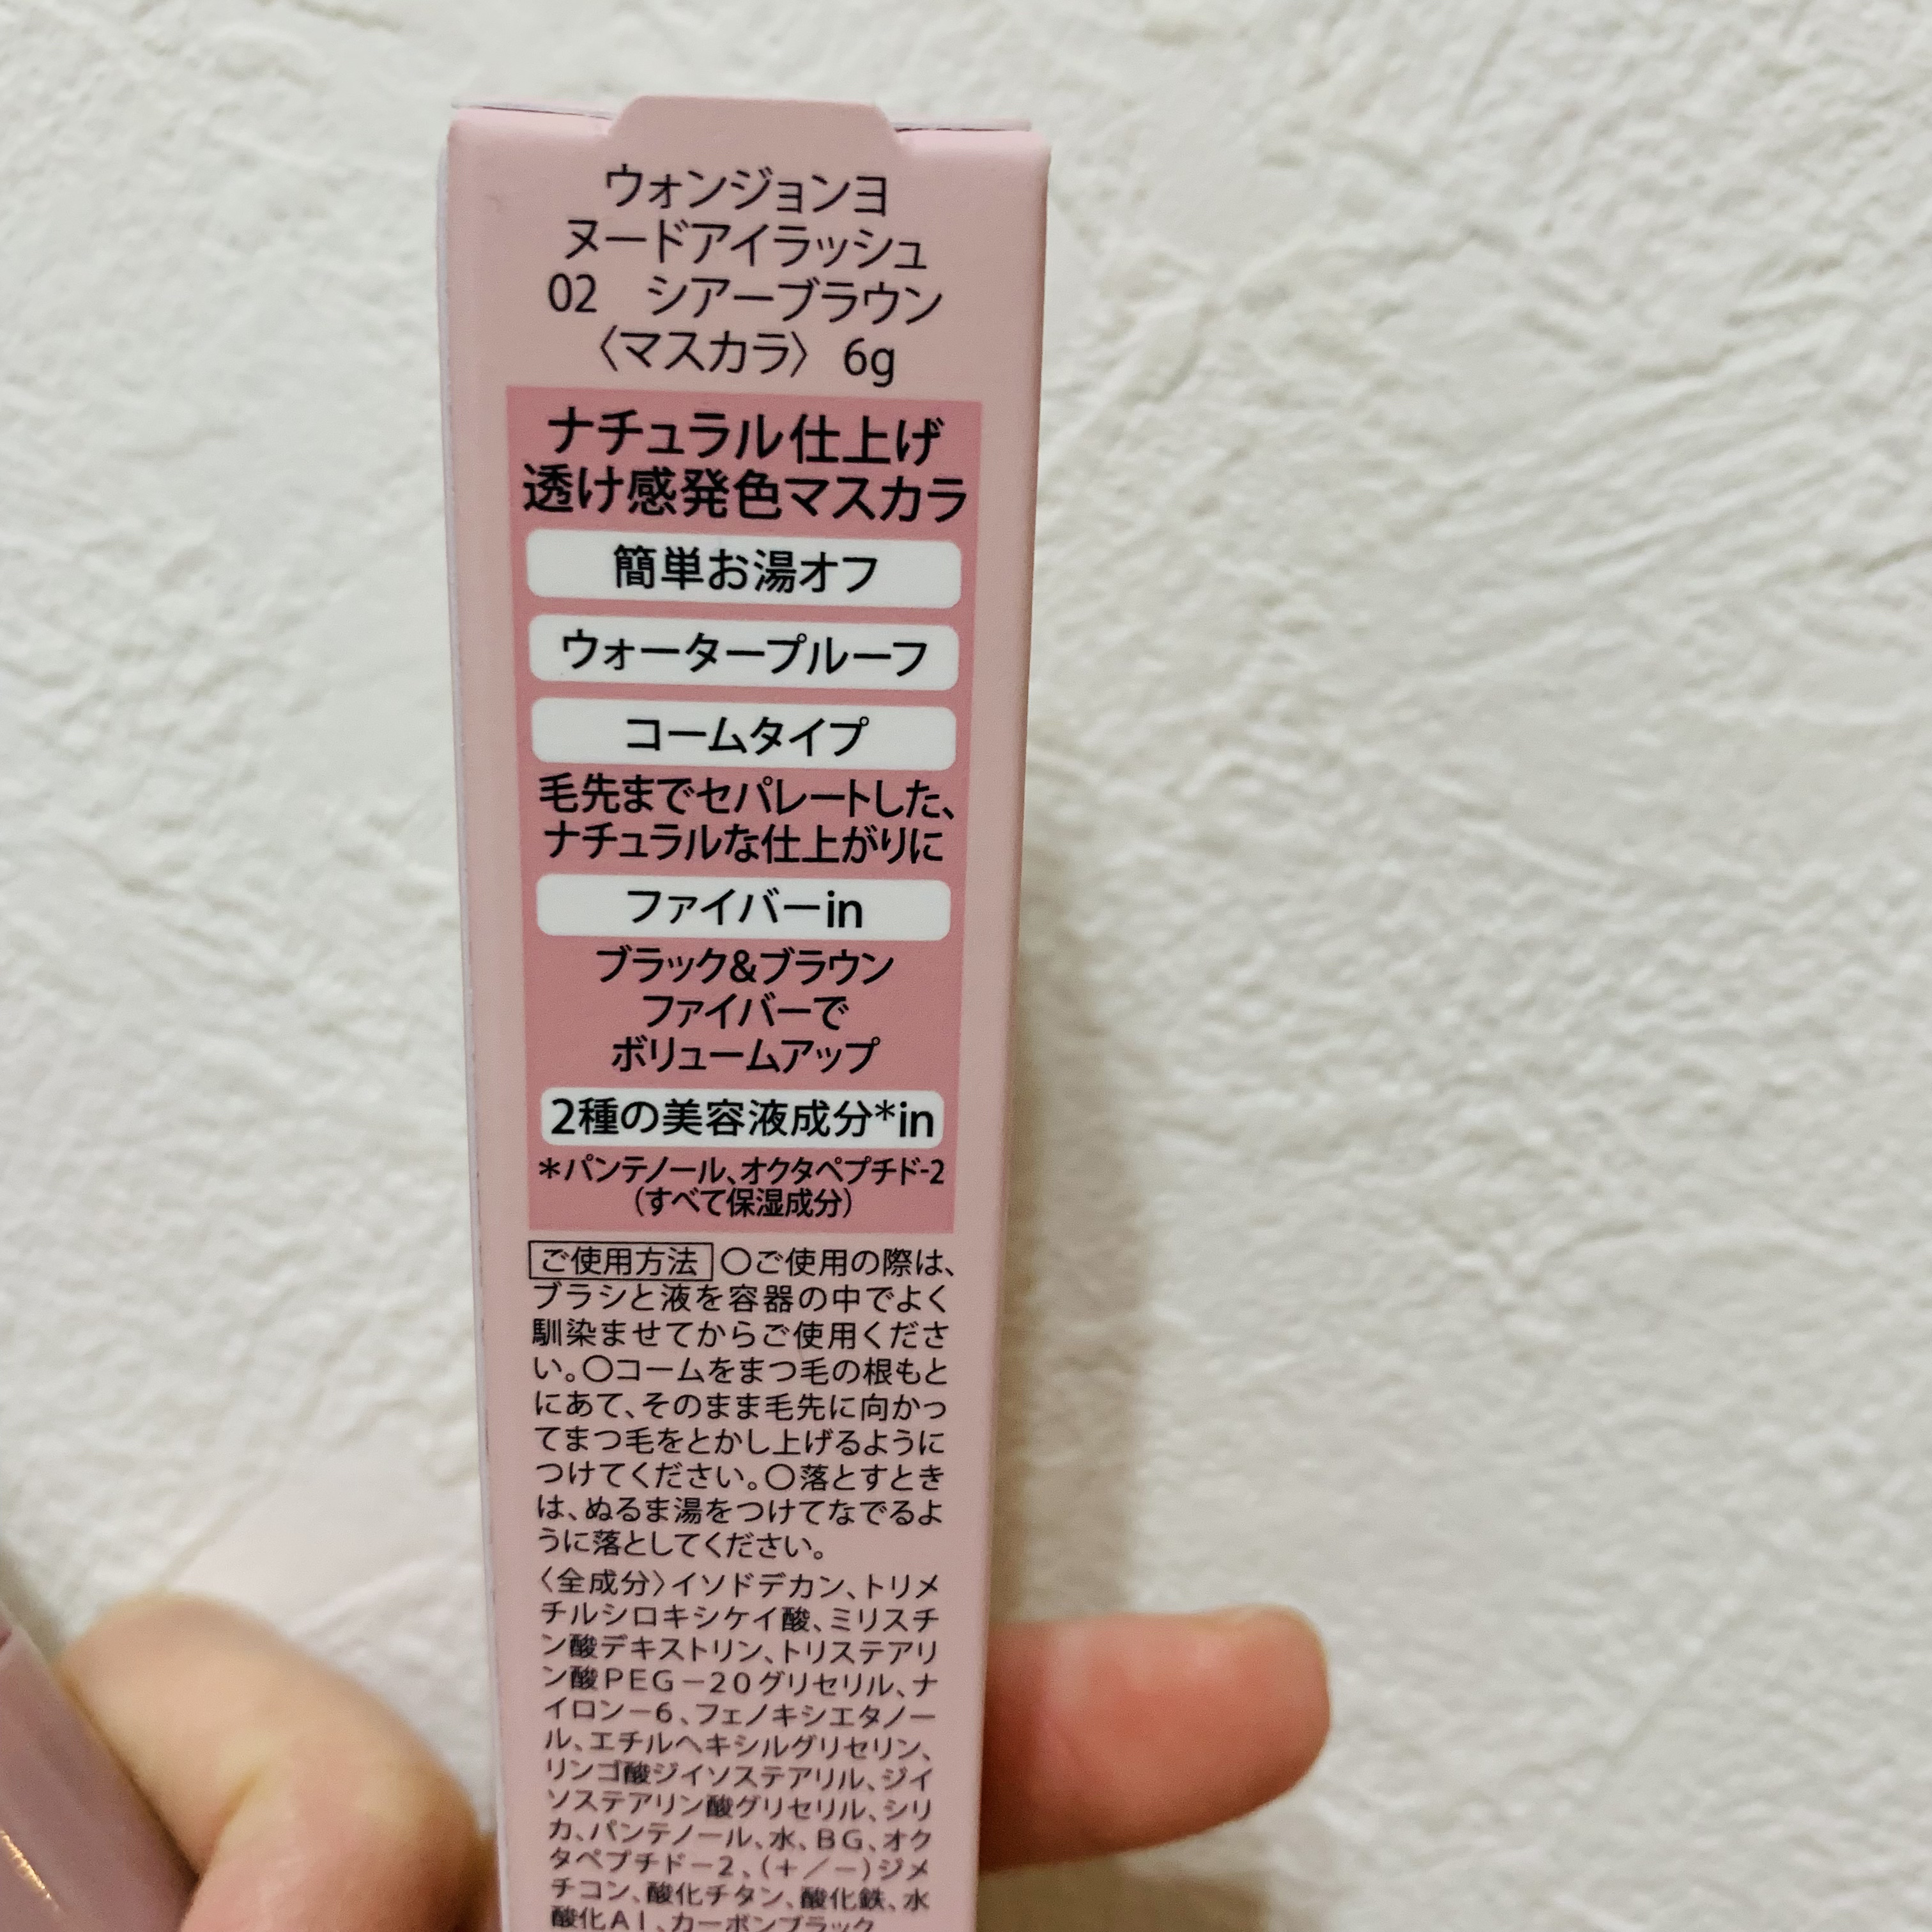 ウォンジョンヨ
ヌードアイラッシュ
02　シアーブラウン
〈マスカラ〉 6g
ナチュラル仕上げ
透け感発色マスカラ
簡単お湯オフ
ウォータープルーフ
コームタイプ
毛先までセパレートした、
ナチュラルな仕上がりに
ファイバーin
ブラック&ブラウン
ファイバーで
ボリュームアップ
2種の美容液成分*in
*パンテノール、オクタペプチド-2
(すべて保湿成分)
ご使用方法 〇ご使用の際は、
ブラシと液を容器の中でよく
馴染ませてからご使用くださ
い。〇コームをまつ毛の根もと
にあて、そのまま毛先に向かっ
てまつ毛をとかし上げるように
つけてください。〇落とすとき
は、ぬるま湯をつけてなでるよ
うに落としてください。
〈全成分〉イソドデカン、トリメ
チルシロキシケイ酸、ミリスチ
ン酸デキストリン、トリステアリ
ン酸PEG－20グリセリル、ナ
イロン－6、フェノキシエタノー
ル、エチルヘキシルグリセリン、
リンゴ酸ジイソステアリル、ジイ
ソステアリン酸グリセリル、シリ
カ、パンテノール、水、BG、オク
タペプチド－2、(＋／－)ジメ
チコン、酸化チタン、酸化鉄、水
酸化Al、カーボンブラック